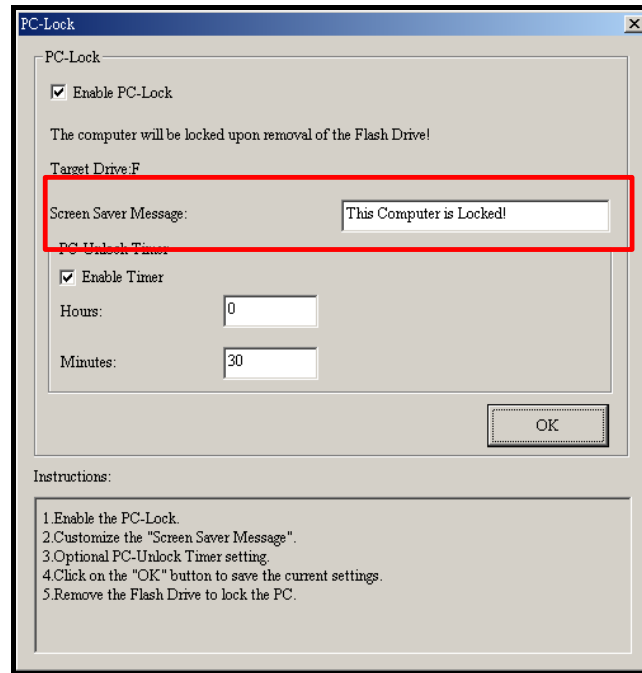 PC-Lock
PC-Lock
Enable PC-Lock
The computer will be locked upon removal of the Flash Drive!
Target Drive:F
Screen Saver Message: This Computer is Locked!
PC-Unlock Timer
Enable Timer
Hours: 0
Minutes: 30
OK
Instructions:
1.Enable the PC-Lock.
2.Customize the "Screen Saver Message".
3.Optional PC-Unlock Timer setting.
4.Click on the "OK" button to save the current settings.
5.Remove the Flash Drive to lock the PC.